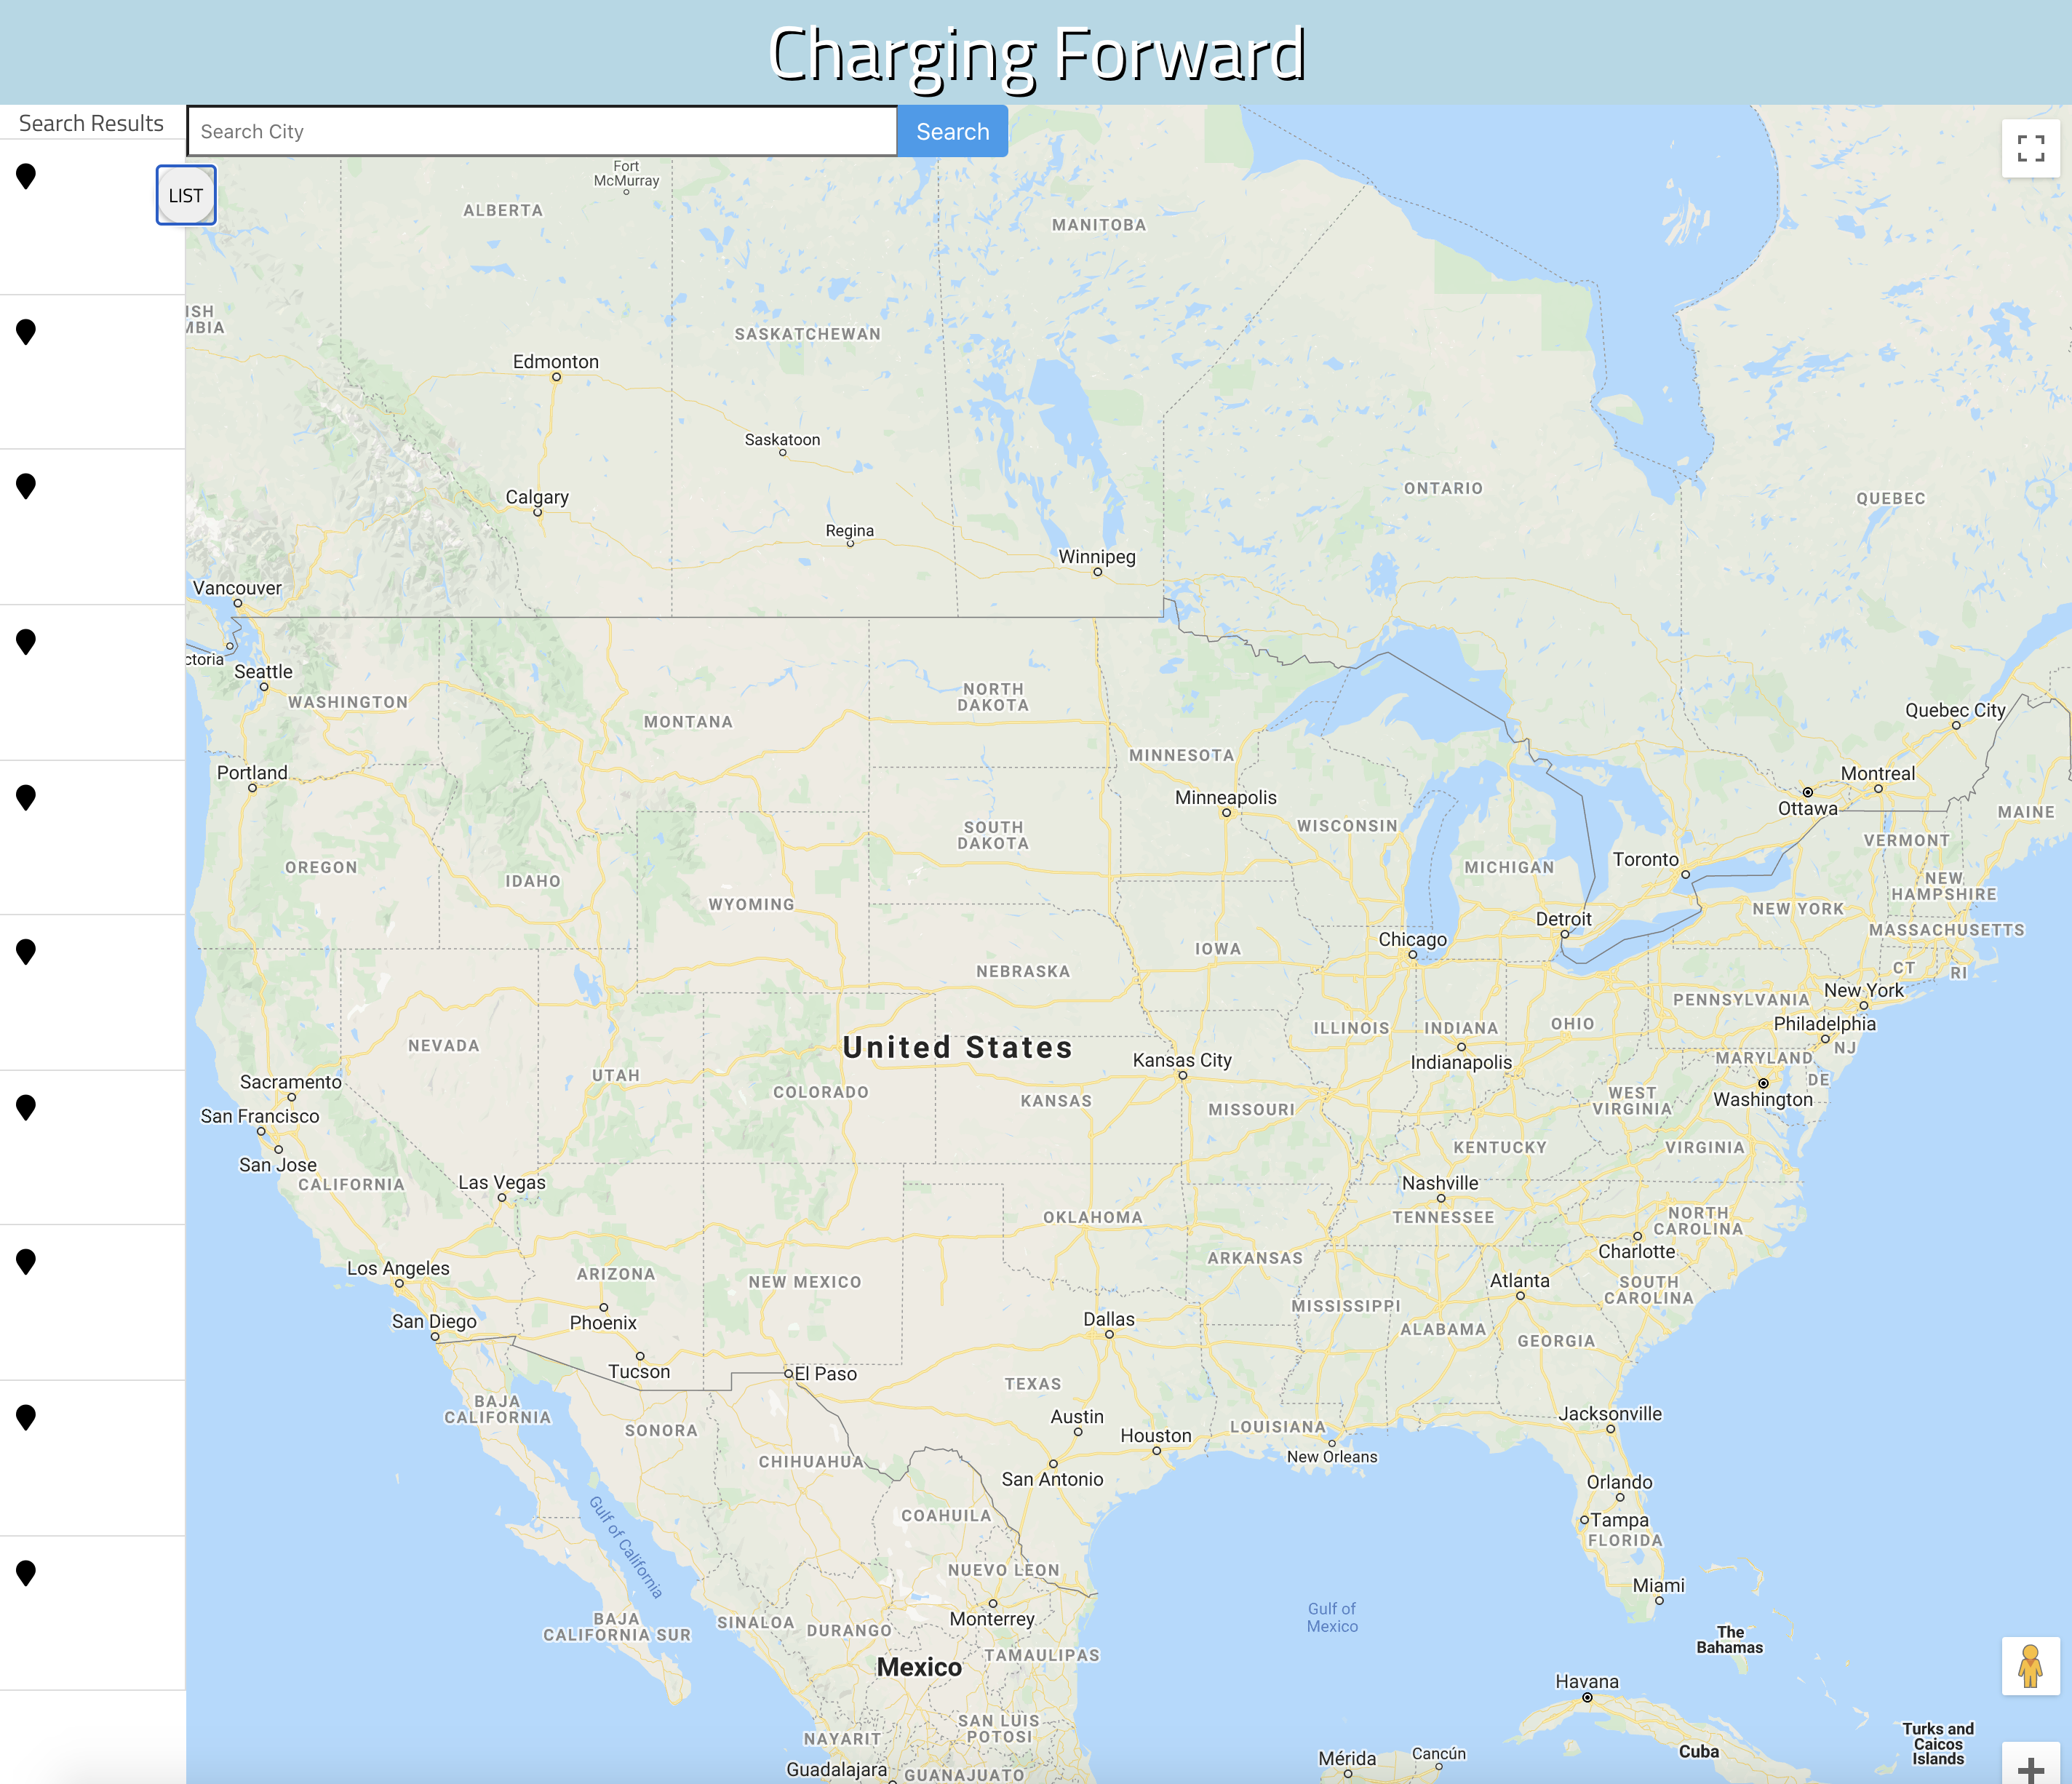 Charging Forward
Search Results
Search City
Search
LIST
Fort
McMurray
ALBERTA
MANITOBA
ISH
MBIA
SASKATCHEWAN
Edmonton
Saskatoon
ONTARIO
QUEBEC
Calgary
Regina
Winnipeg
Vancouver
ctoria
Seattle
WASHINGTON
MONTANA
NORTH
DAKOTA
Quebec City
MINNESOTA
Portland
Montreal
Minneapolis
Ottawa
MAINE
WISCONSIN
SOUTH
DAKOTA
VERMONT
OREGON
IDAHO
MICHIGAN
Toronto
NEW
HAMPSHIRE
WYOMING
NEW YORK
Detroit
MASSACHUSETTS
Chicago
IOWA
NEBRASKA
CT
RI
PENNSYLVANIA
New York
ILLINOIS
INDIANA
OHIO
Philadelphia
NEVADA
United States
NJ
Kansas City
Indianapolis
MARYLAND
UTAH
DE
Sacramento
COLORADO
KANSAS
MISSOURI
WEST
VIRGINIA
Washington
San Francisco
KENTUCKY
VIRGINIA
San Jose
CALIFORNIA
Las Vegas
Nashville
OKLAHOMA
TENNESSEE
NORTH
CAROLINA
Charlotte
ARKANSAS
Los Angeles
ARIZONA
NEW MEXICO
Atlanta
SOUTH
CAROLINA
MISSISSIPPI
San Diego
Phoenix
Dallas
ALABAMA
GEORGIA
Tucson
El Paso
TEXAS
BAJA
CALIFORNIA
Austin
Jacksonville
SONORA
Houston
LOUISIANA
CHIHUAHUA
New Orleans
San Antonio
Orlando
COAHUILA
Tampa
Gulf of California
FLORIDA
NUEVO LEON
Miami
Monterrey
Gulf of
Mexico
BAJA
CALIFORNIA SUR
SINALOA
DURANGO
The
Bahamas
TAMAULIPAS
Mexico
Havana
SAN LUIS
POTOSI
NAYARIT
Turks and
Caicos
Islands
Cuba
Mérida
Cancún
Guadalajara
GUANAJUATO